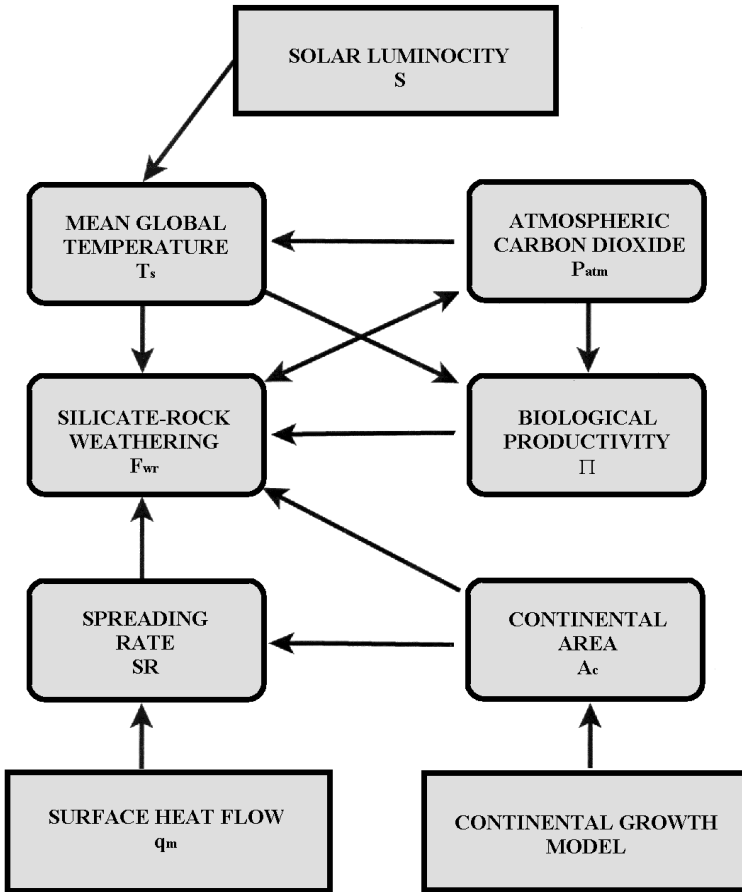 SOLAR LUMINOCITY
S
MEAN GLOBAL
TEMPERATURE
Ts
ATMOSPHERIC
CARBON DIOXIDE
Patm
SILICATE-ROCK
WEATHERING
Fwr
BIOLOGICAL
PRODUCTIVITY
Π
SPREADING
RATE
SR
CONTINENTAL
AREA
Ac
SURFACE HEAT FLOW
qm
CONTINENTAL GROWTH
MODEL